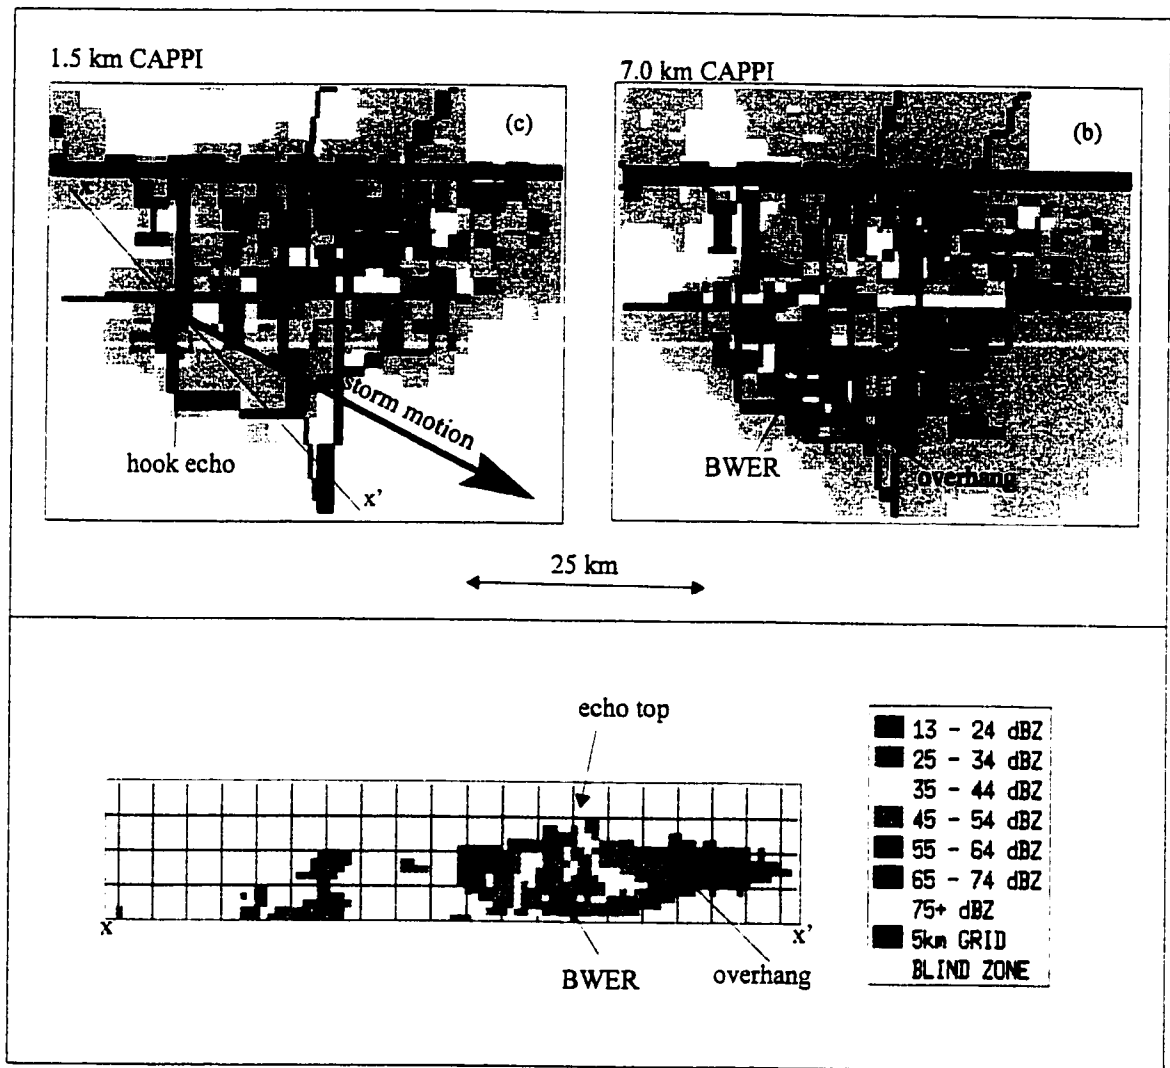 1.5 km CAPPI
7.0 km CAPPI
(c)
(b)
storm motion
hook echo
x'
BWER
overhang
25 km
echo top
x
x'
BWER
overhang
13 - 24 dBZ
25 - 34 dBZ
35 - 44 dBZ
45 - 54 dBZ
55 - 64 dBZ
65 - 74 dBZ
75+ dBZ
5km GRID
BLIND ZONE